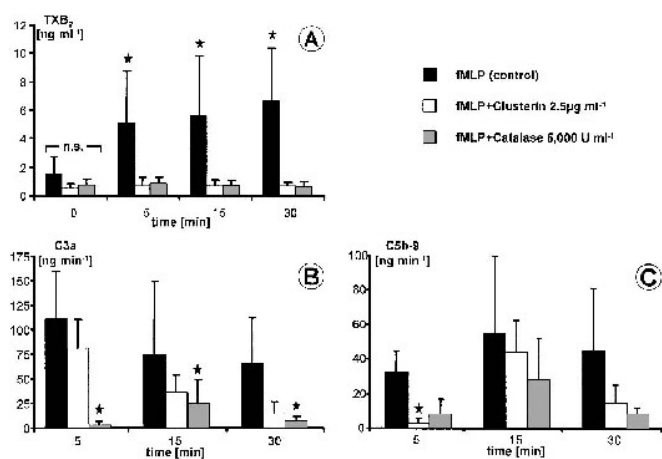 TXB₂
[ng ml⁻¹]
A
12
10
8
6
4
2
0
n.s.
0 5 15 30
time [min]
fMLP (control)
fMLP+Clusterin 2.5µg ml⁻¹
fMLP+Catalase 5,000 U ml⁻¹
C3a
[ng min⁻¹]
B
175
150
125
100
75
50
25
0
5 15 30
time [min]
C5b-9
[ng min⁻¹]
C
100
80
60
40
20
0
5 15 30
time [min]